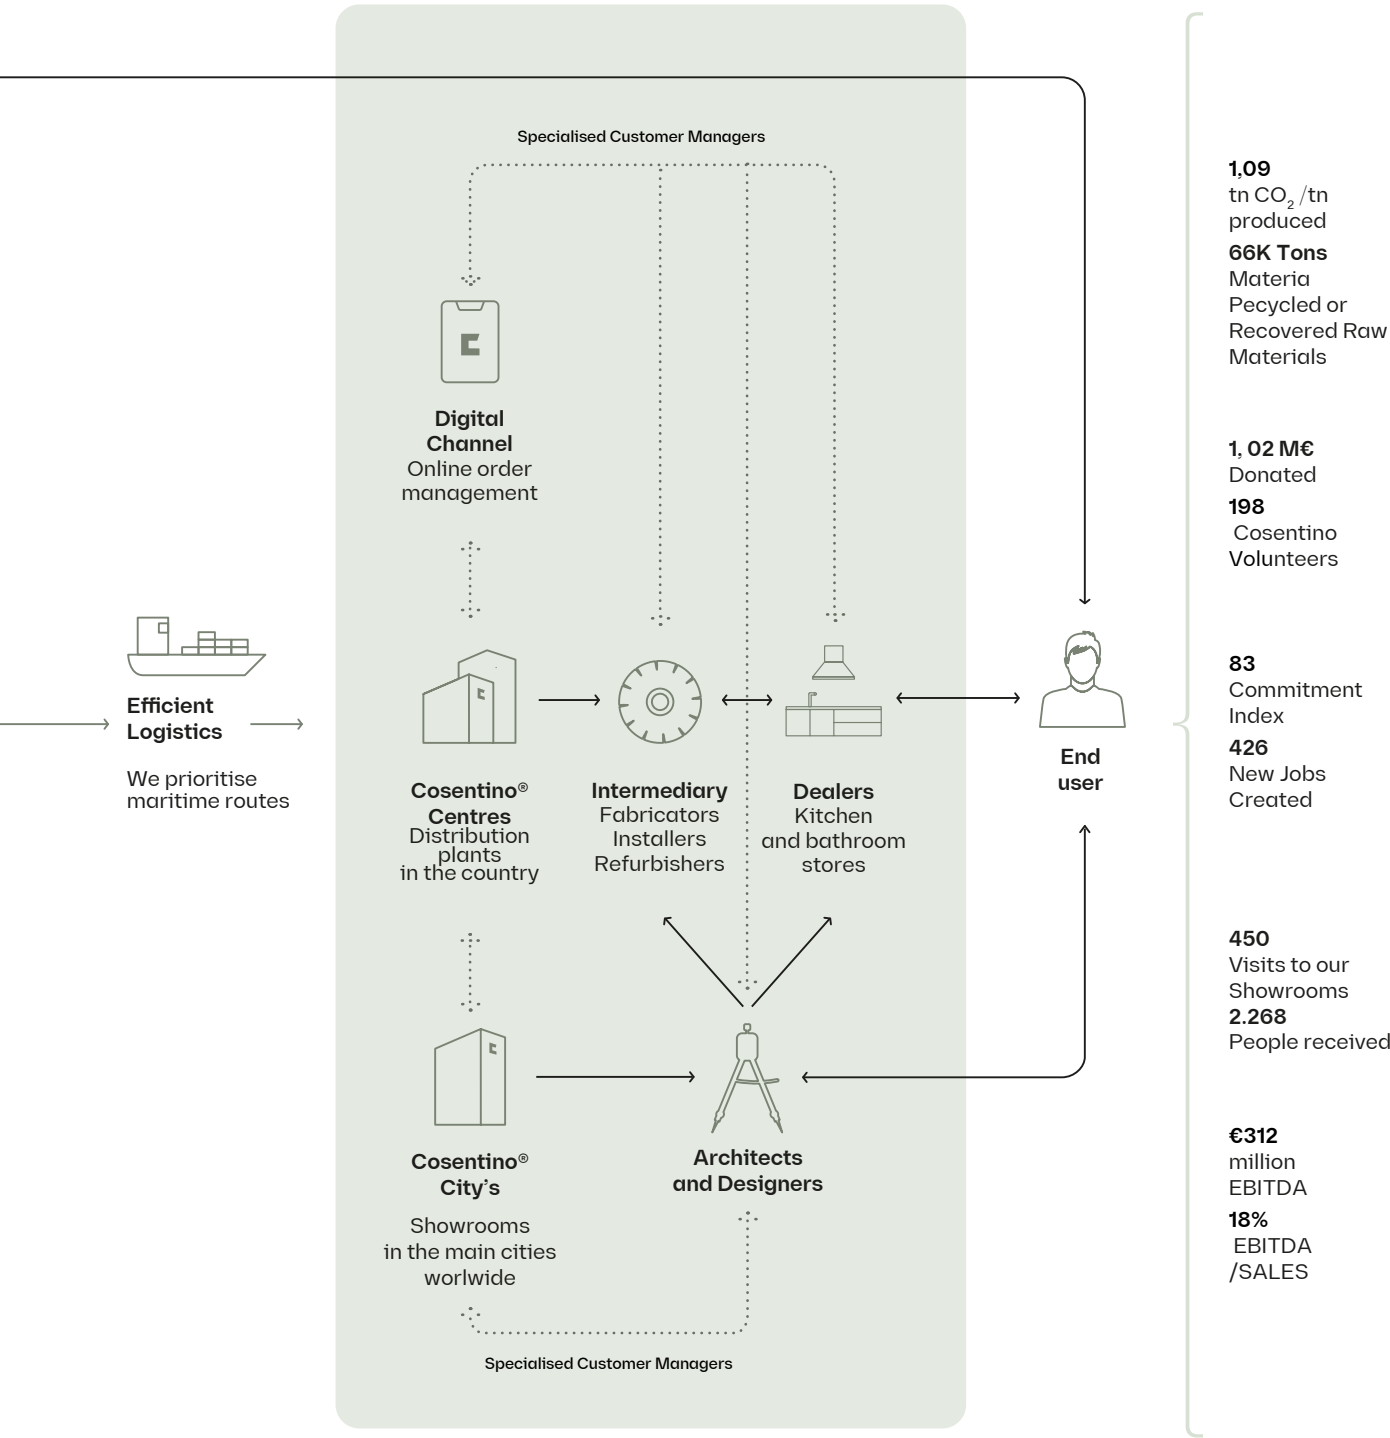 Specialised Customer Managers
Digital
Channel
Online order
management
Efficient
Logistics
We prioritise
maritime routes
Cosentino®
Centres
Distribution
plants
in the country
Intermediary
Fabricators
Installers
Refurbishers
Dealers
Kitchen
and bathroom
stores
End
user
Cosentino®
City’s
Showrooms
in the main cities
worlwide
Architects
and Designers
Specialised Customer Managers
1,09
tn CO₂ /tn
produced
66K Tons
Materia
Pecycled or
Recovered Raw
Materials
1, 02 M€
Donated
198
Cosentino
Volunteers
83
Commitment
Index
426
New Jobs
Created
450
Visits to our
Showrooms
2.268
People received
€312
million
EBITDA
18%
EBITDA
/SALES